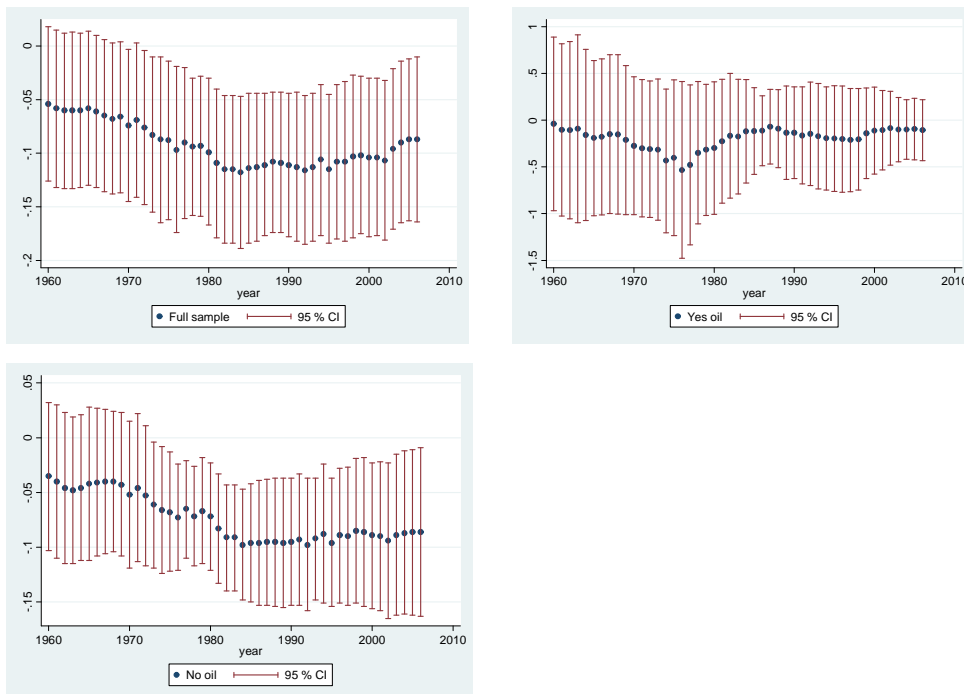 0
-.05
-.1
-.15
-.2
1960 1970 1980 1990 2000 2010
year
Full sample 95 % CI
1
.5
0
-.5
-1
-1.5
1960 1970 1980 1990 2000 2010
year
Yes oil 95 % CI
.05
0
-.05
-.1
-.15
1960 1970 1980 1990 2000 2010
year
No oil 95 % CI